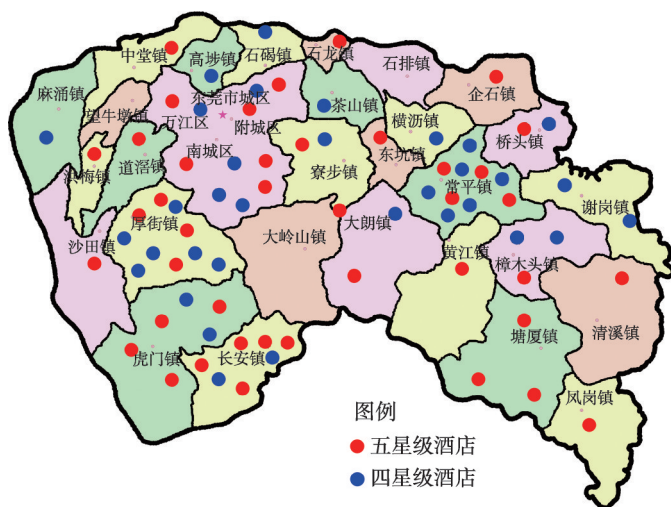 中堂镇
高埗镇
石碣镇
石龙镇
石排镇
企石镇
麻涌镇
望牛墩镇
东莞市城区
万江区
附城区
茶山镇
横沥镇
桥头镇
洪梅镇
道滘镇
南城区
寮步镇
东坑镇
常平镇
谢岗镇
沙田镇
厚街镇
大岭山镇
大朗镇
黄江镇
樟木头镇
虎门镇
长安镇
塘厦镇
清溪镇
凤岗镇
图例
五星级酒店
四星级酒店